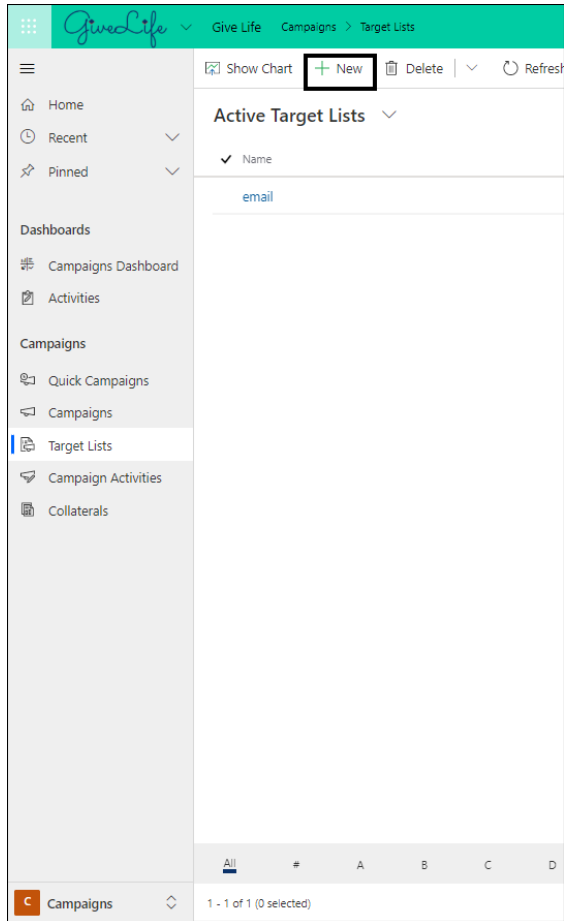 GiveLife
Give Life Campaigns > Target Lists
Show Chart + New Delete Refresh
Home
Recent
Pinned
Dashboards
Campaigns Dashboard
Activities
Campaigns
Quick Campaigns
Campaigns
Target Lists
Campaign Activities
Collaterals
C Campaigns
Active Target Lists
Name
email
All # A B C D
1 - 1 of 1 (0 selected)